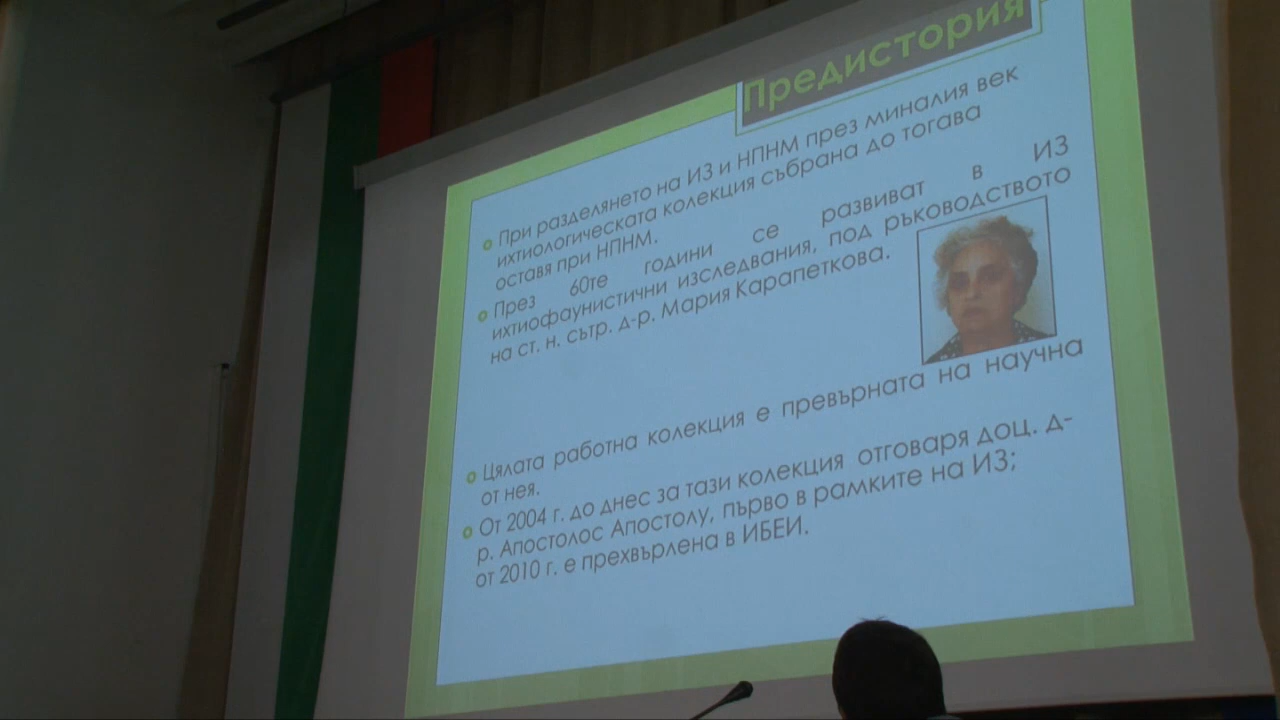 Предистория
При разделянето на ИЗ и НПНМ през миналия век
ихтиологическата колекция събрана до тогава
оставя при НПНМ.
През 60те години се развиват в ИЗ
ихтиофаунистични изследвания, под ръководството
на ст. н. сътр. д-р. Мария Карапеткова.
Цялата работна колекция е превърната на научна
от нея.
От 2004 г. до днес за тази колекция отговаря доц. д-
р. Апостолос Апостолу, първо в рамките на ИЗ;
от 2010 г. е прехвърлена в ИБЕИ.